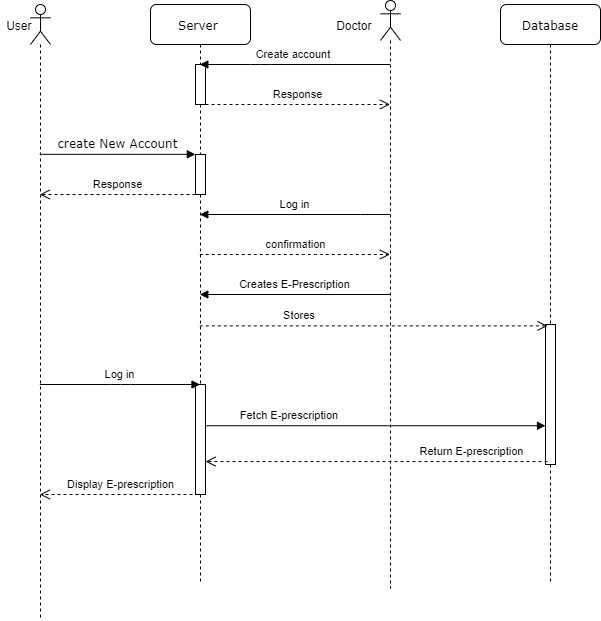 User
Server
Doctor
Database
Create account
Response
create New Account
Response
Log in
confirmation
Creates E-Prescription
Stores
Log in
Fetch E-prescription
Return E-prescription
Display E-prescription